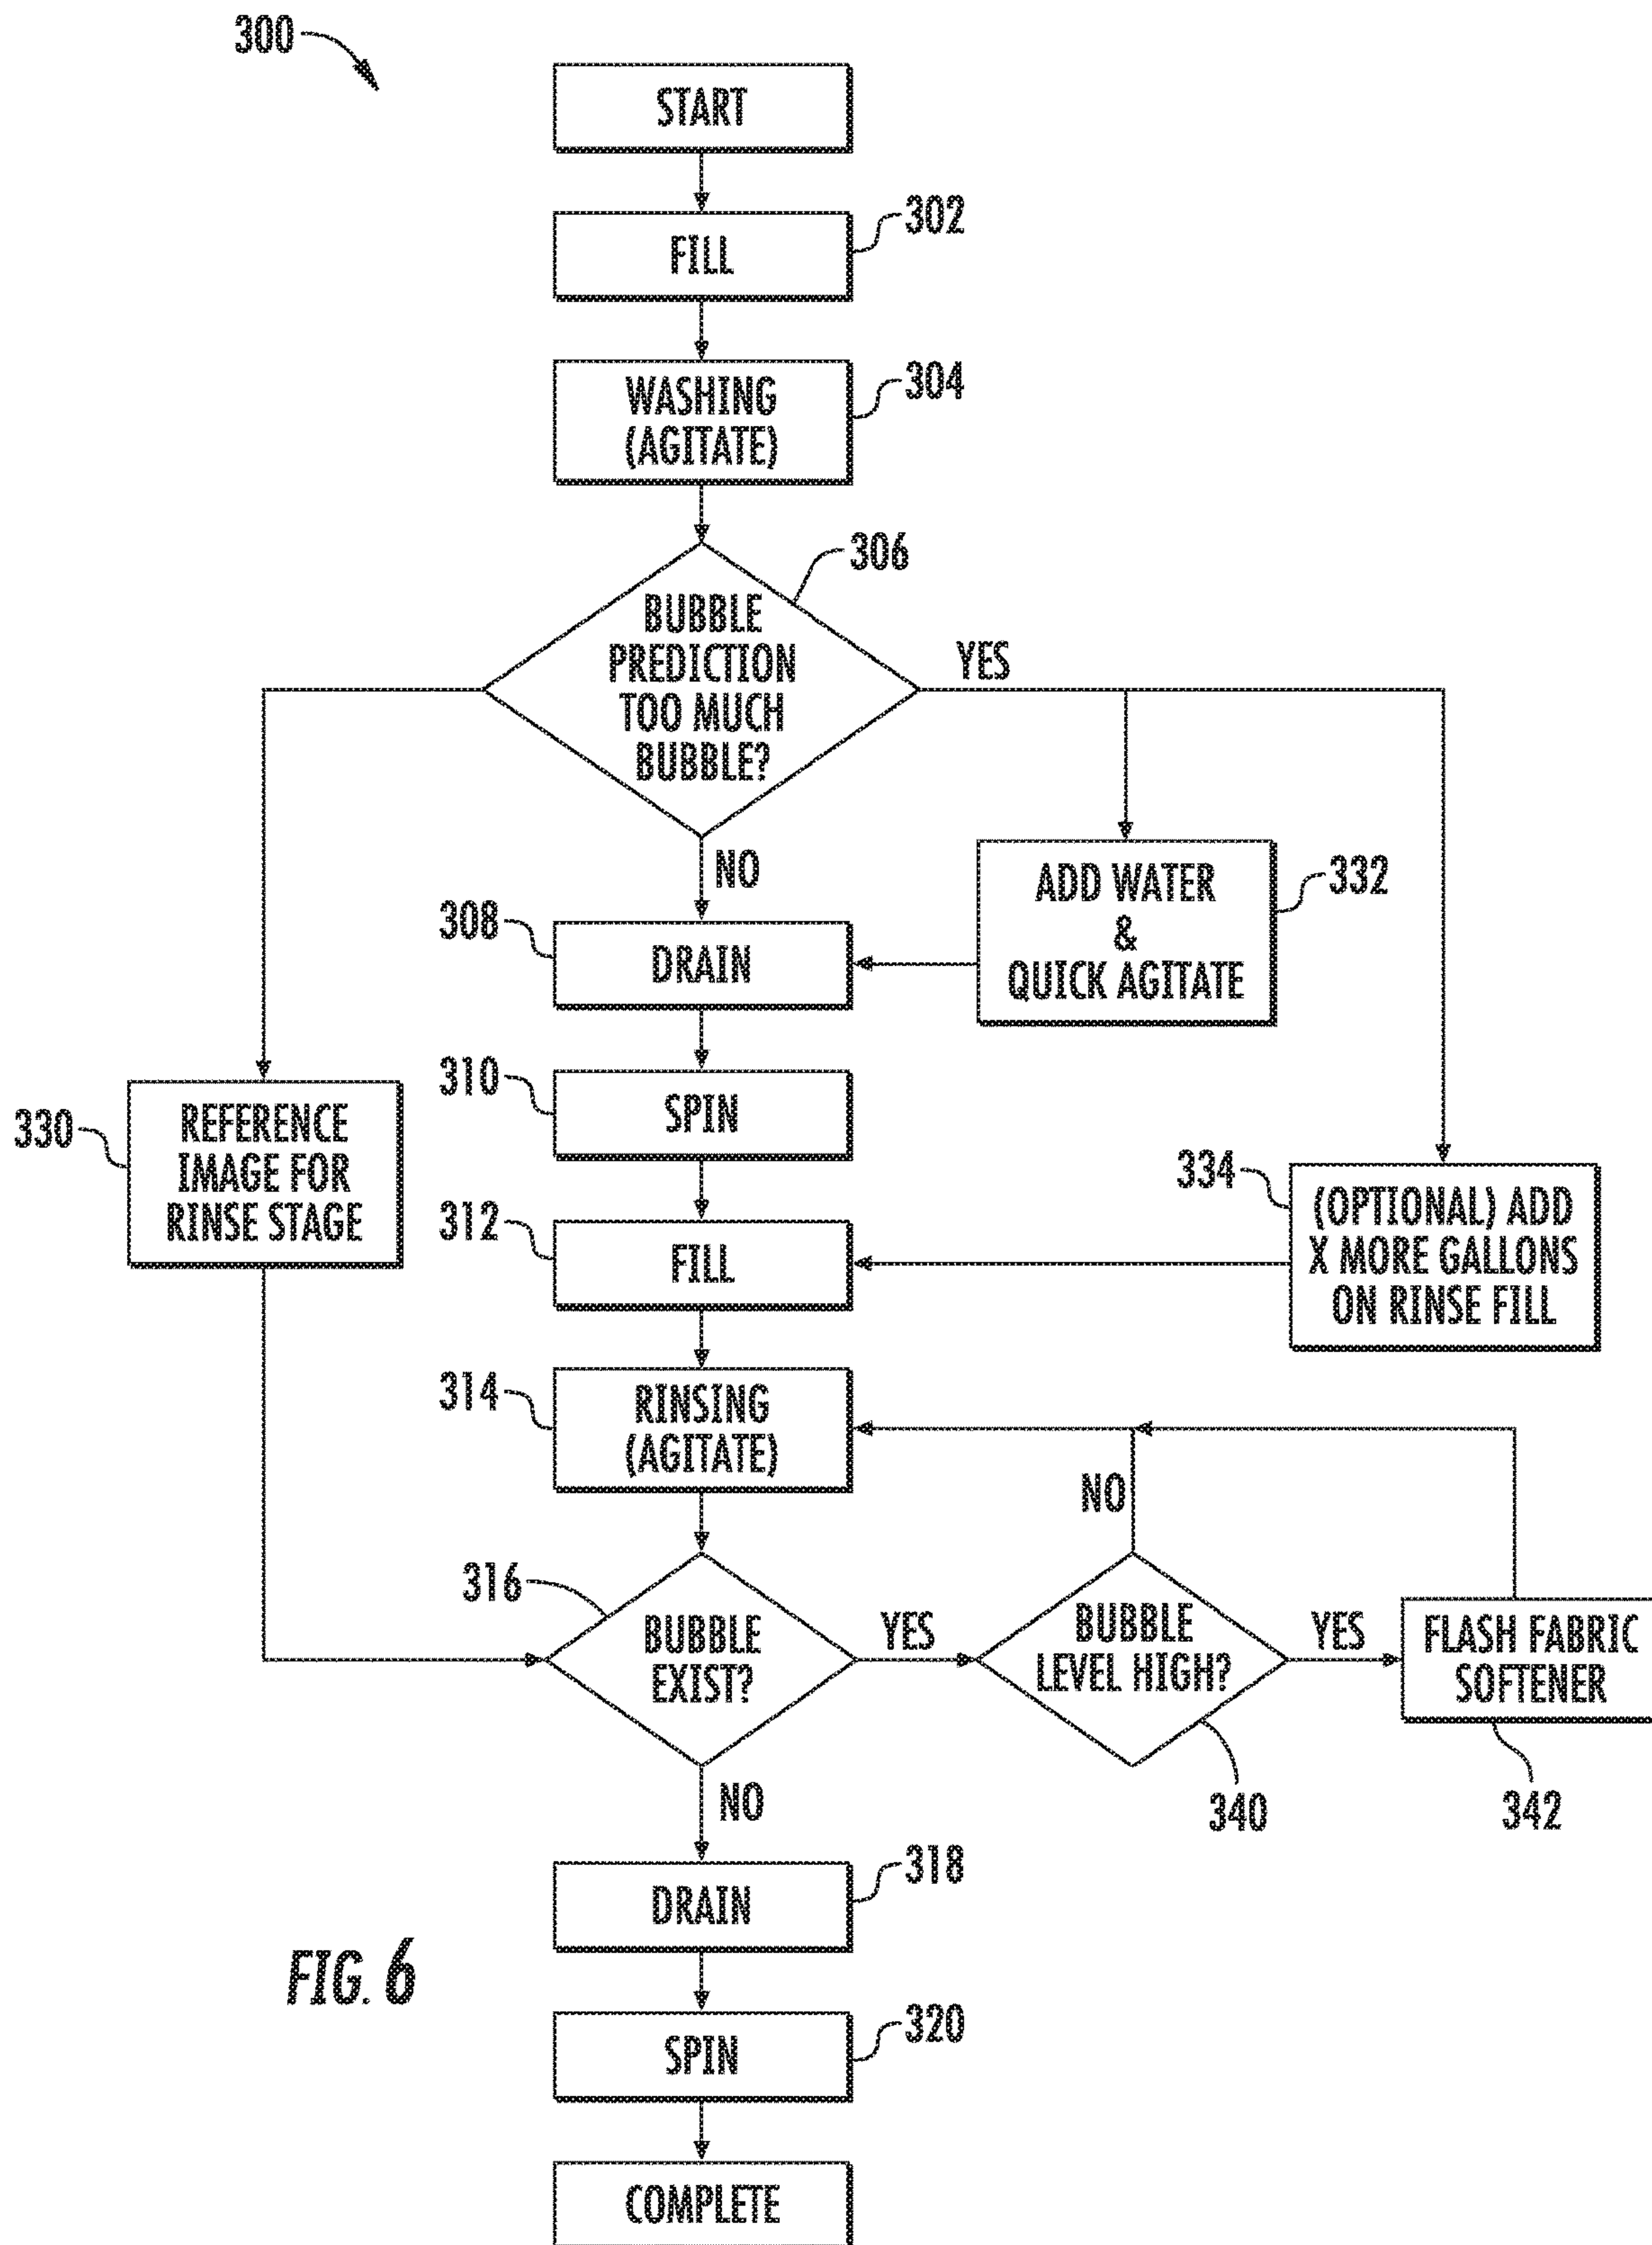 300
START
FILL
302
WASHING
(AGITATE)
304
BUBBLE
PREDICTION
TOO MUCH
BUBBLE?
306
YES
NO
ADD WATER
&
QUICK AGITATE
332
308
DRAIN
310
SPIN
330
REFERENCE
IMAGE FOR
RINSE STAGE
334
(OPTIONAL) ADD
X MORE GALLONS
ON RINSE FILL
312
FILL
314
RINSING
(AGITATE)
NO
316
BUBBLE
EXIST?
YES
BUBBLE
LEVEL HIGH?
YES
FLASH FABRIC
SOFTENER
340
342
NO
DRAIN
318
FIG. 6
SPIN
320
COMPLETE